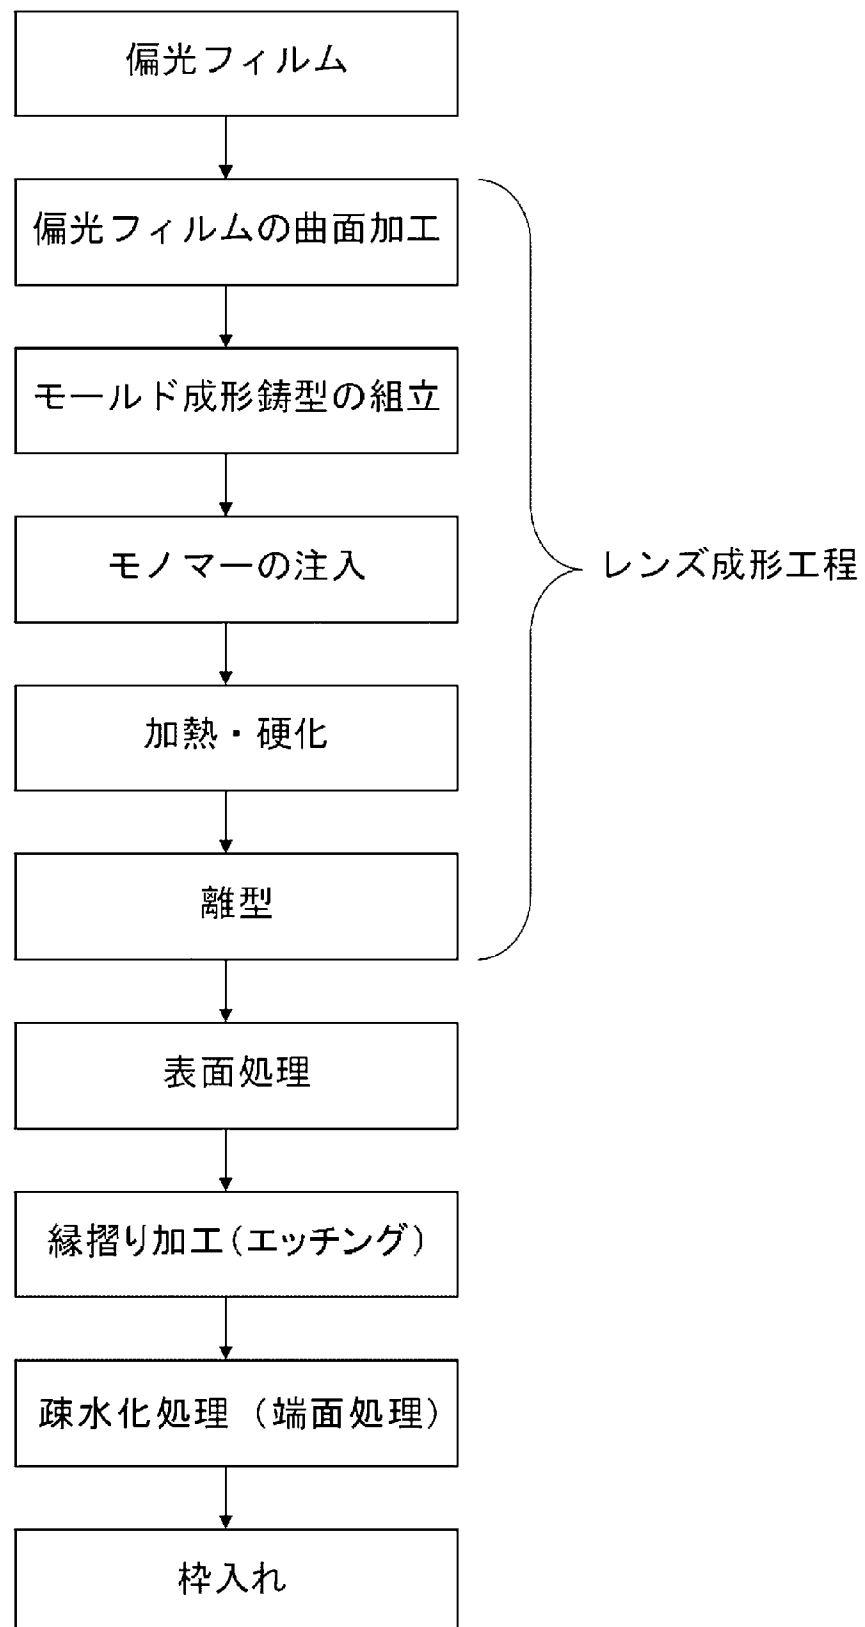 偏光フィルム
偏光フィルムの曲面加工
モールド成形鋳型の組立
モノマーの注入
レンズ成形工程
加熱・硬化
離型
表面処理
縁摺り加工(エッチング)
疎水化処理(端面処理)
枠入れ